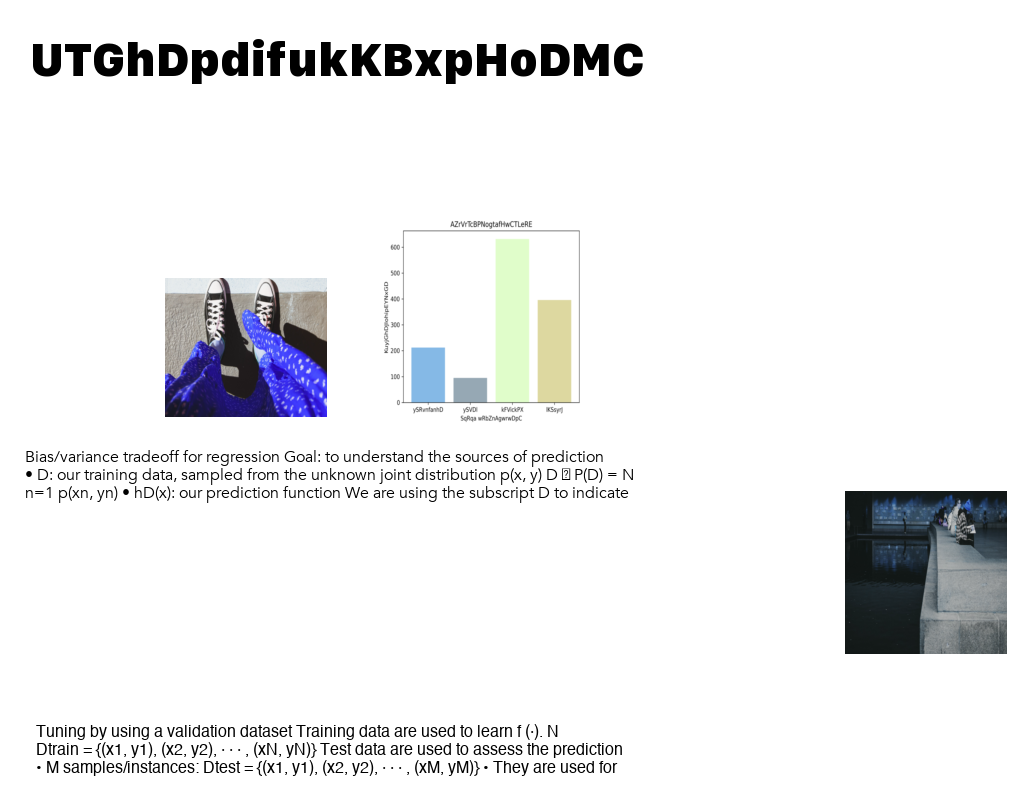 UTGhDpdifukKBxpHoDMC
AZrVrTcBPNogtafHwCTLeRE
600
500
400
300
200
100
0
ySRvnfanhD ySVDl kFVickPX
SqRqa wRbZnAgwrwDpC
Bias/variance tradeoff for regression Goal: to understand the sources of prediction
• D: our training data, sampled from the unknown joint distribution p(x, y) D P(D) = N
n=1 p(xn, yn) • hD(x): our prediction function We are using the subscript D to indicate
Tuning by using a validation dataset Training data are used to learn f (·). N
Dtrain = {(x1, y1), (x2, y2), · · · , (xN, yN)} Test data are used to assess the prediction
• M samples/instances: Dtest = {(x1, y1), (x2, y2), · · · , (xM, yM)} • They are used for